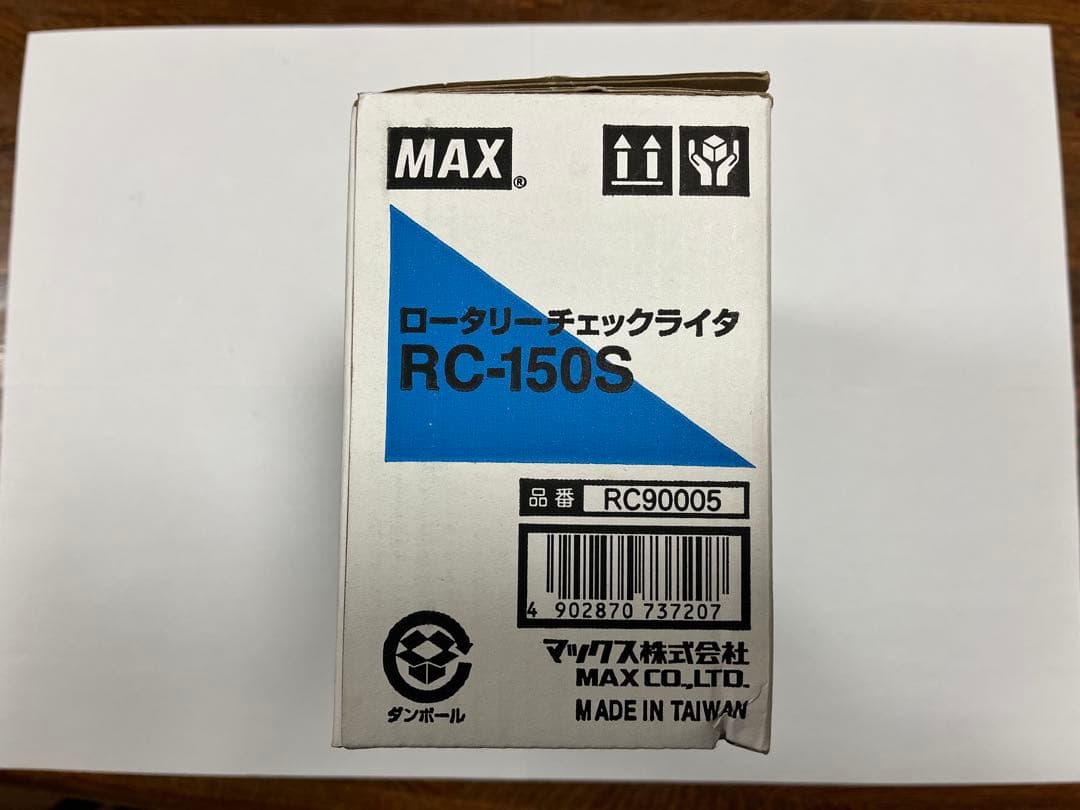 MAX®
ロータリーチェックライタ
RC-150S
品番 RC90005
4 902870 737207
マックス株式会社
MAX CO.,LTD.
MADE IN TAIWAN
ダンボール